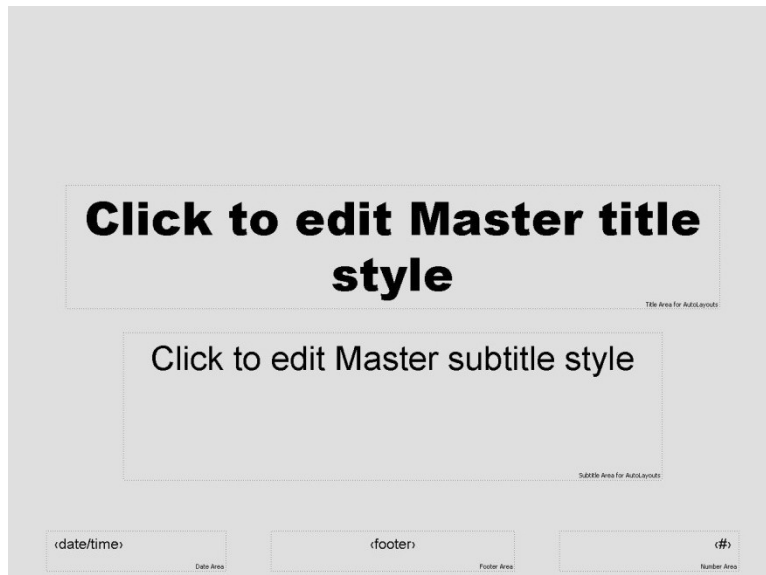 Click to edit Master title
style
Title Area for AutoLayouts
Click to edit Master subtitle style
Subtitle Area for AutoLayouts
‹date/time›
‹footer›
‹#›
Date Area
Footer Area
Number Area